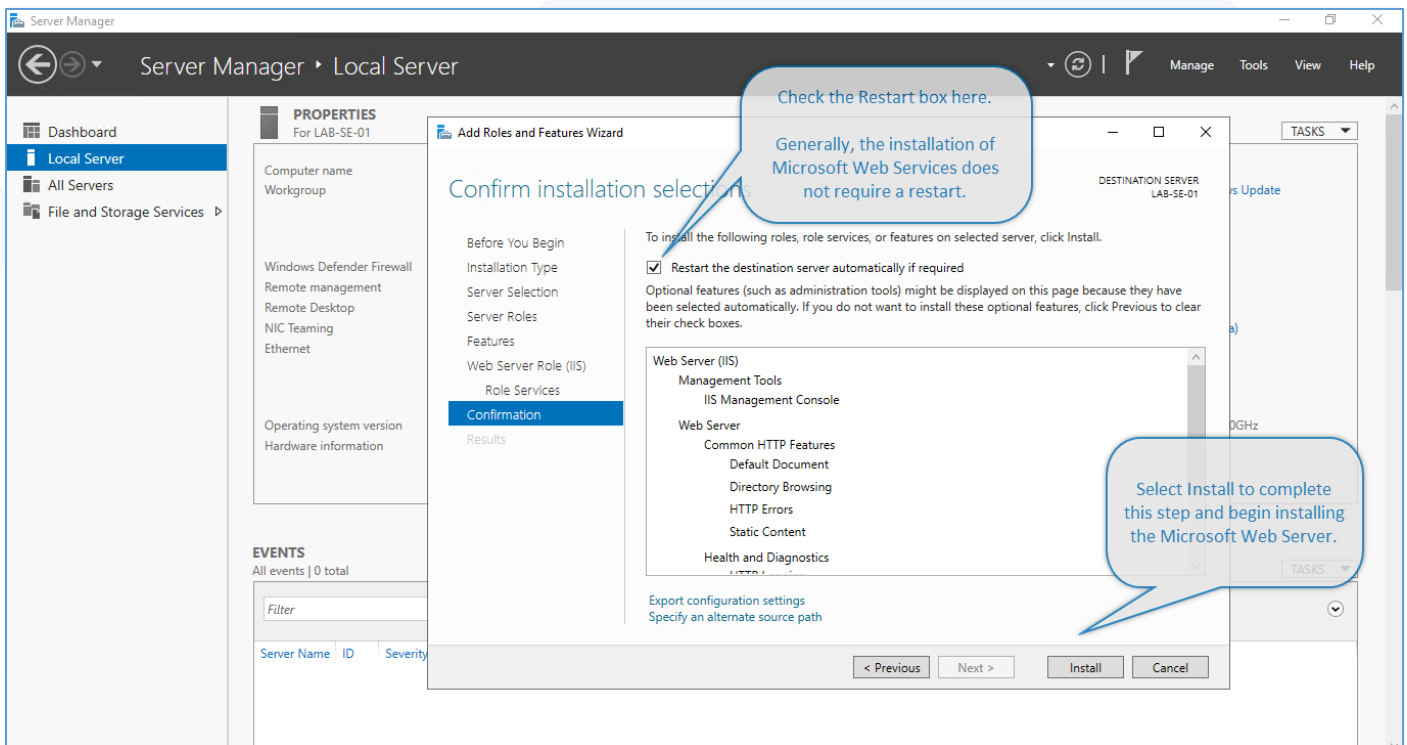 Server Manager
Server Manager • Local Server
Manage Tools View Help
Dashboard
Local Server
All Servers
File and Storage Services
PROPERTIES
For LAB-SE-01
TASKS
Computer name
Workgroup
Windows Defender Firewall
Remote management
Remote Desktop
NIC Teaming
Ethernet
Operating system version
Hardware information
Update
0GHz
EVENTS
All events | 0 total
TASKS
Filter
Server Name ID Severity
Add Roles and Features Wizard
Confirm installation selections
DESTINATION SERVER
LAB-SE-01
Before You Begin
Installation Type
Server Selection
Server Roles
Features
Web Server Role (IIS)
Role Services
Confirmation
Results
To install the following roles, role services, or features on selected server, click Install.
Restart the destination server automatically if required
Optional features (such as administration tools) might be displayed on this page because they have
been selected automatically. If you do not want to install these optional features, click Previous to clear
their check boxes.
Web Server (IIS)
Management Tools
IIS Management Console
Web Server
Common HTTP Features
Default Document
Directory Browsing
HTTP Errors
Static Content
Health and Diagnostics
Export configuration settings
Specify an alternate source path
< Previous Next > Install Cancel
Check the Restart box here.
Generally, the installation of
Microsoft Web Services does
not require a restart.
Select Install to complete
this step and begin installing
the Microsoft Web Server.